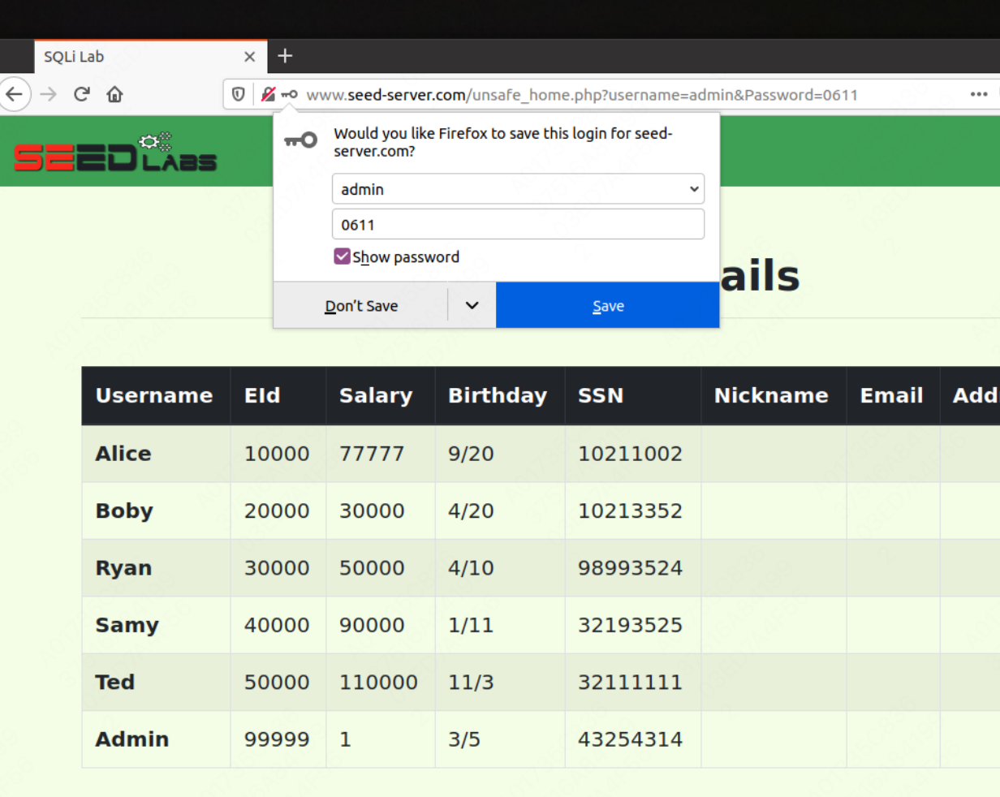 SQLi Lab
www.seed-server.com/unsafe_home.php?username=admin&Password=0611
SEED LABS
Would you like Firefox to save this login for seed-
server.com?
admin
0611
Show password
Don't Save
Save
ails
Username EId Salary Birthday SSN Nickname Email Add
Alice 10000 77777 9/20 10211002
Boby 20000 30000 4/20 10213352
Ryan 30000 50000 4/10 98993524
Samy 40000 90000 1/11 32193525
Ted 50000 110000 11/3 32111111
Admin 99999 1 3/5 43254314